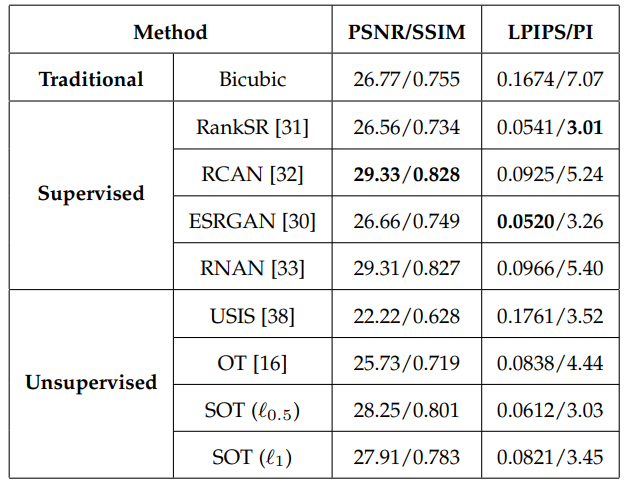 Method PSNR/SSIM LPIPS/PI
Traditional Bicubic 26.77/0.755 0.1674/7.07
RankSR [31] 26.56/0.734 0.0541/3.01
RCAN [32] 29.33/0.828 0.0925/5.24
Supervised
ESRGAN [30] 26.66/0.749 0.0520/3.26
RNAN [33] 29.31/0.827 0.0966/5.40
USIS [38] 22.22/0.628 0.1761/3.52
OT [16] 25.73/0.719 0.0838/4.44
Unsupervised
SOT (ℓ0.5) 28.25/0.801 0.0612/3.03
SOT (ℓ1) 27.91/0.783 0.0821/3.45